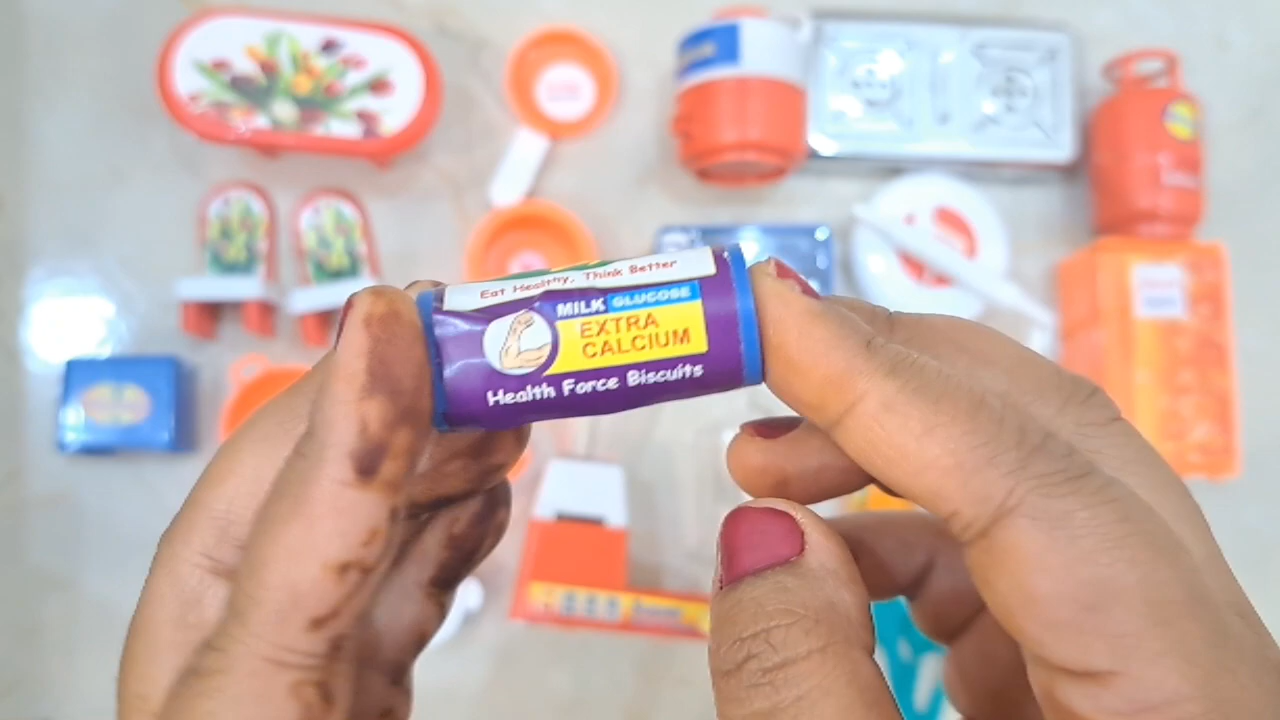 Eat Healthy, Think Better
MILK GLUCOSE
EXTRA
CALCIUM
Health Force Biscuits